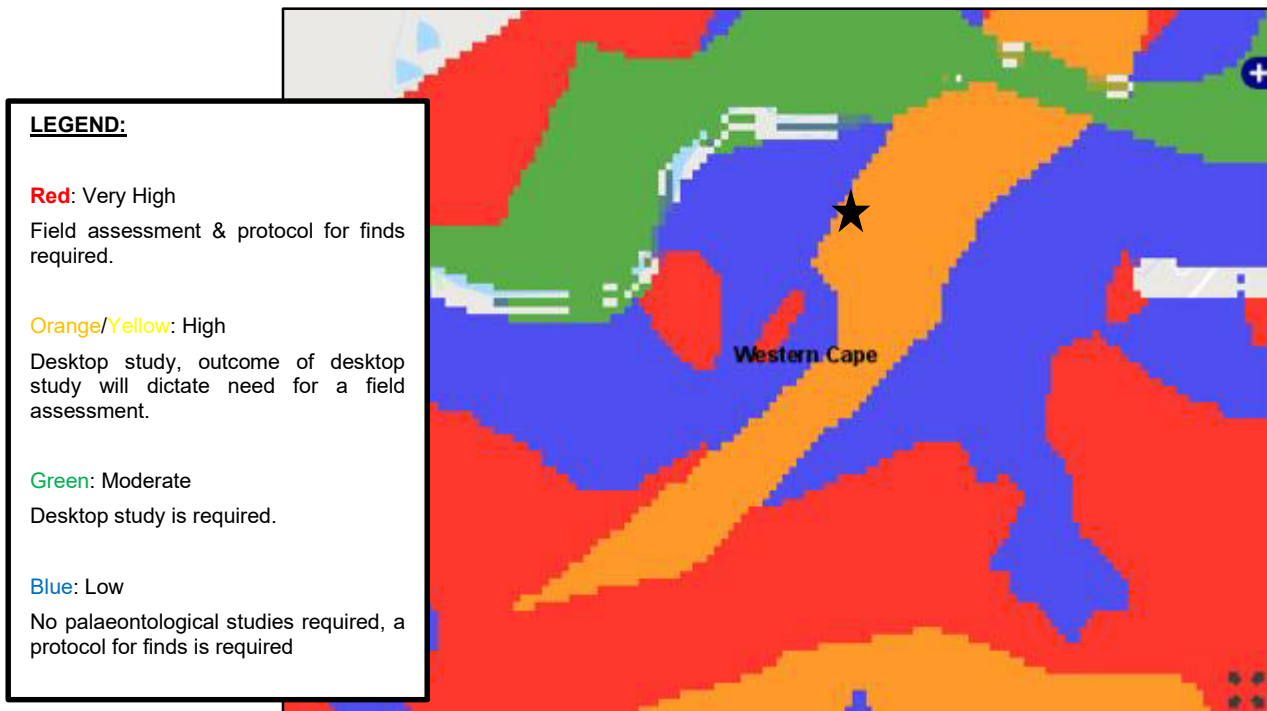 LEGEND:
Red: Very High
Field assessment & protocol for finds
required.
Orange/Yellow: High
Desktop study, outcome of desktop
study will dictate need for a field
assessment.
Green: Moderate
Desktop study is required.
Blue: Low
No palaeontological studies required, a
protocol for finds is required
Western Cape